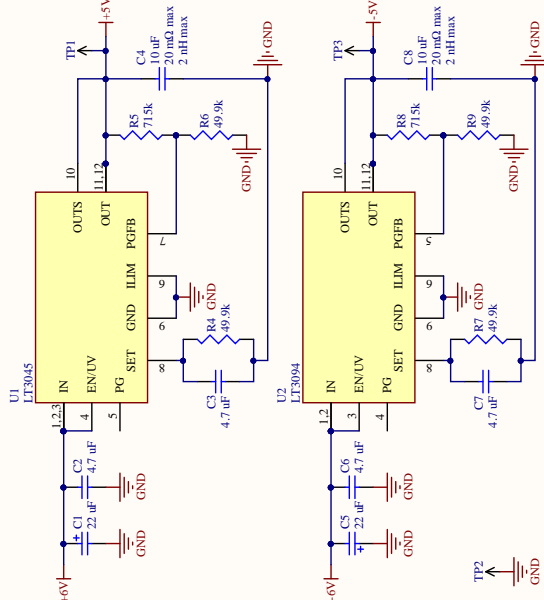 U1
LT3045
+6V
C1
22 uF
+
GND
C2
4.7 uF
GND
1,2,3
IN
4
EN/UV
5
PG
OUTS
10
OUT
11,12
SET
8
GND
9
ILIM
6
PGFB
7
C3
4.7 uF
R4
49.9k
GND
R5
715k
R6
49.9k
GND
TP1
+5V
C4
10 uF
20 mΩ max
2 nH max
GND
U2
LT3094
-6V
C5
22 uF
+
GND
C6
4.7 uF
GND
1,2
IN
3
EN/UV
4
PG
OUTS
10
OUT
11,12
SET
8
GND
9
ILIM
6
PGFB
5
C7
4.7 uF
R7
49.9k
GND
R8
715k
R9
49.9k
GND
TP3
-5V
C8
10 uF
20 mΩ max
2 nH max
GND
TP2
GND